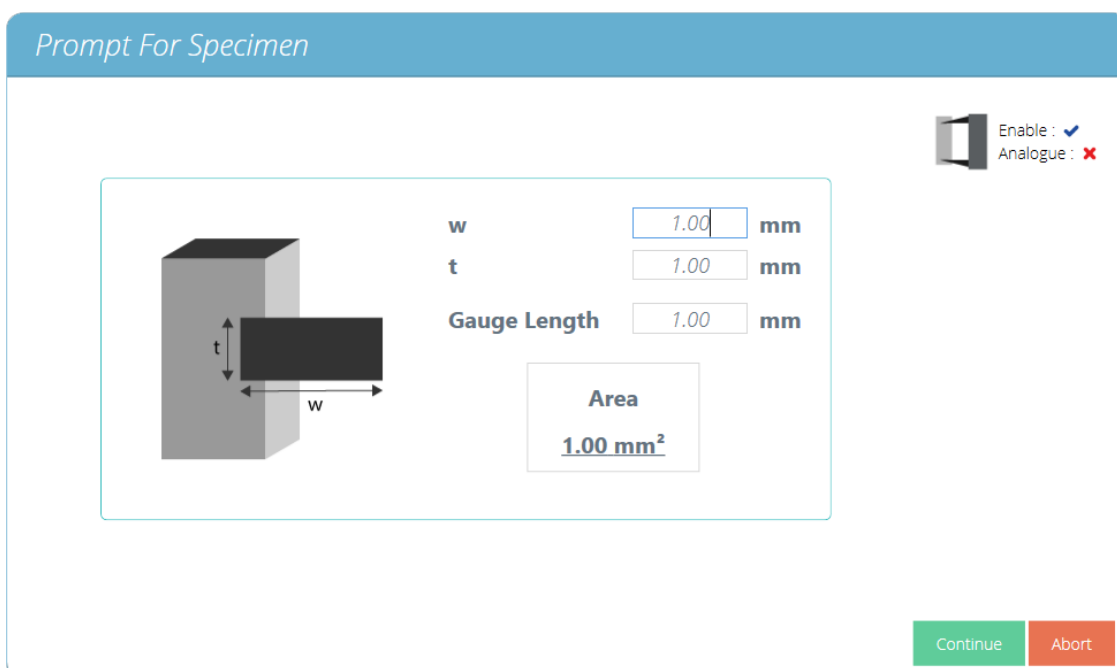 Prompt For Specimen
Enable : ✔
Analogue : ✖
w 1.00 mm
t 1.00 mm
Gauge Length 1.00 mm
t
w
Area
1.00 mm²
Continue Abort